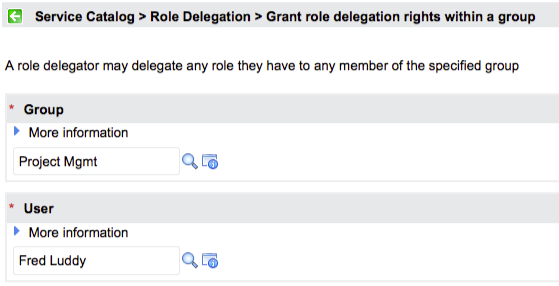 Service Catalog > Role Delegation > Grant role delegation rights within a group
A role delegator may delegate any role they have to any member of the specified group
* Group
More information
Project Mgmt
* User
More information
Fred Luddy